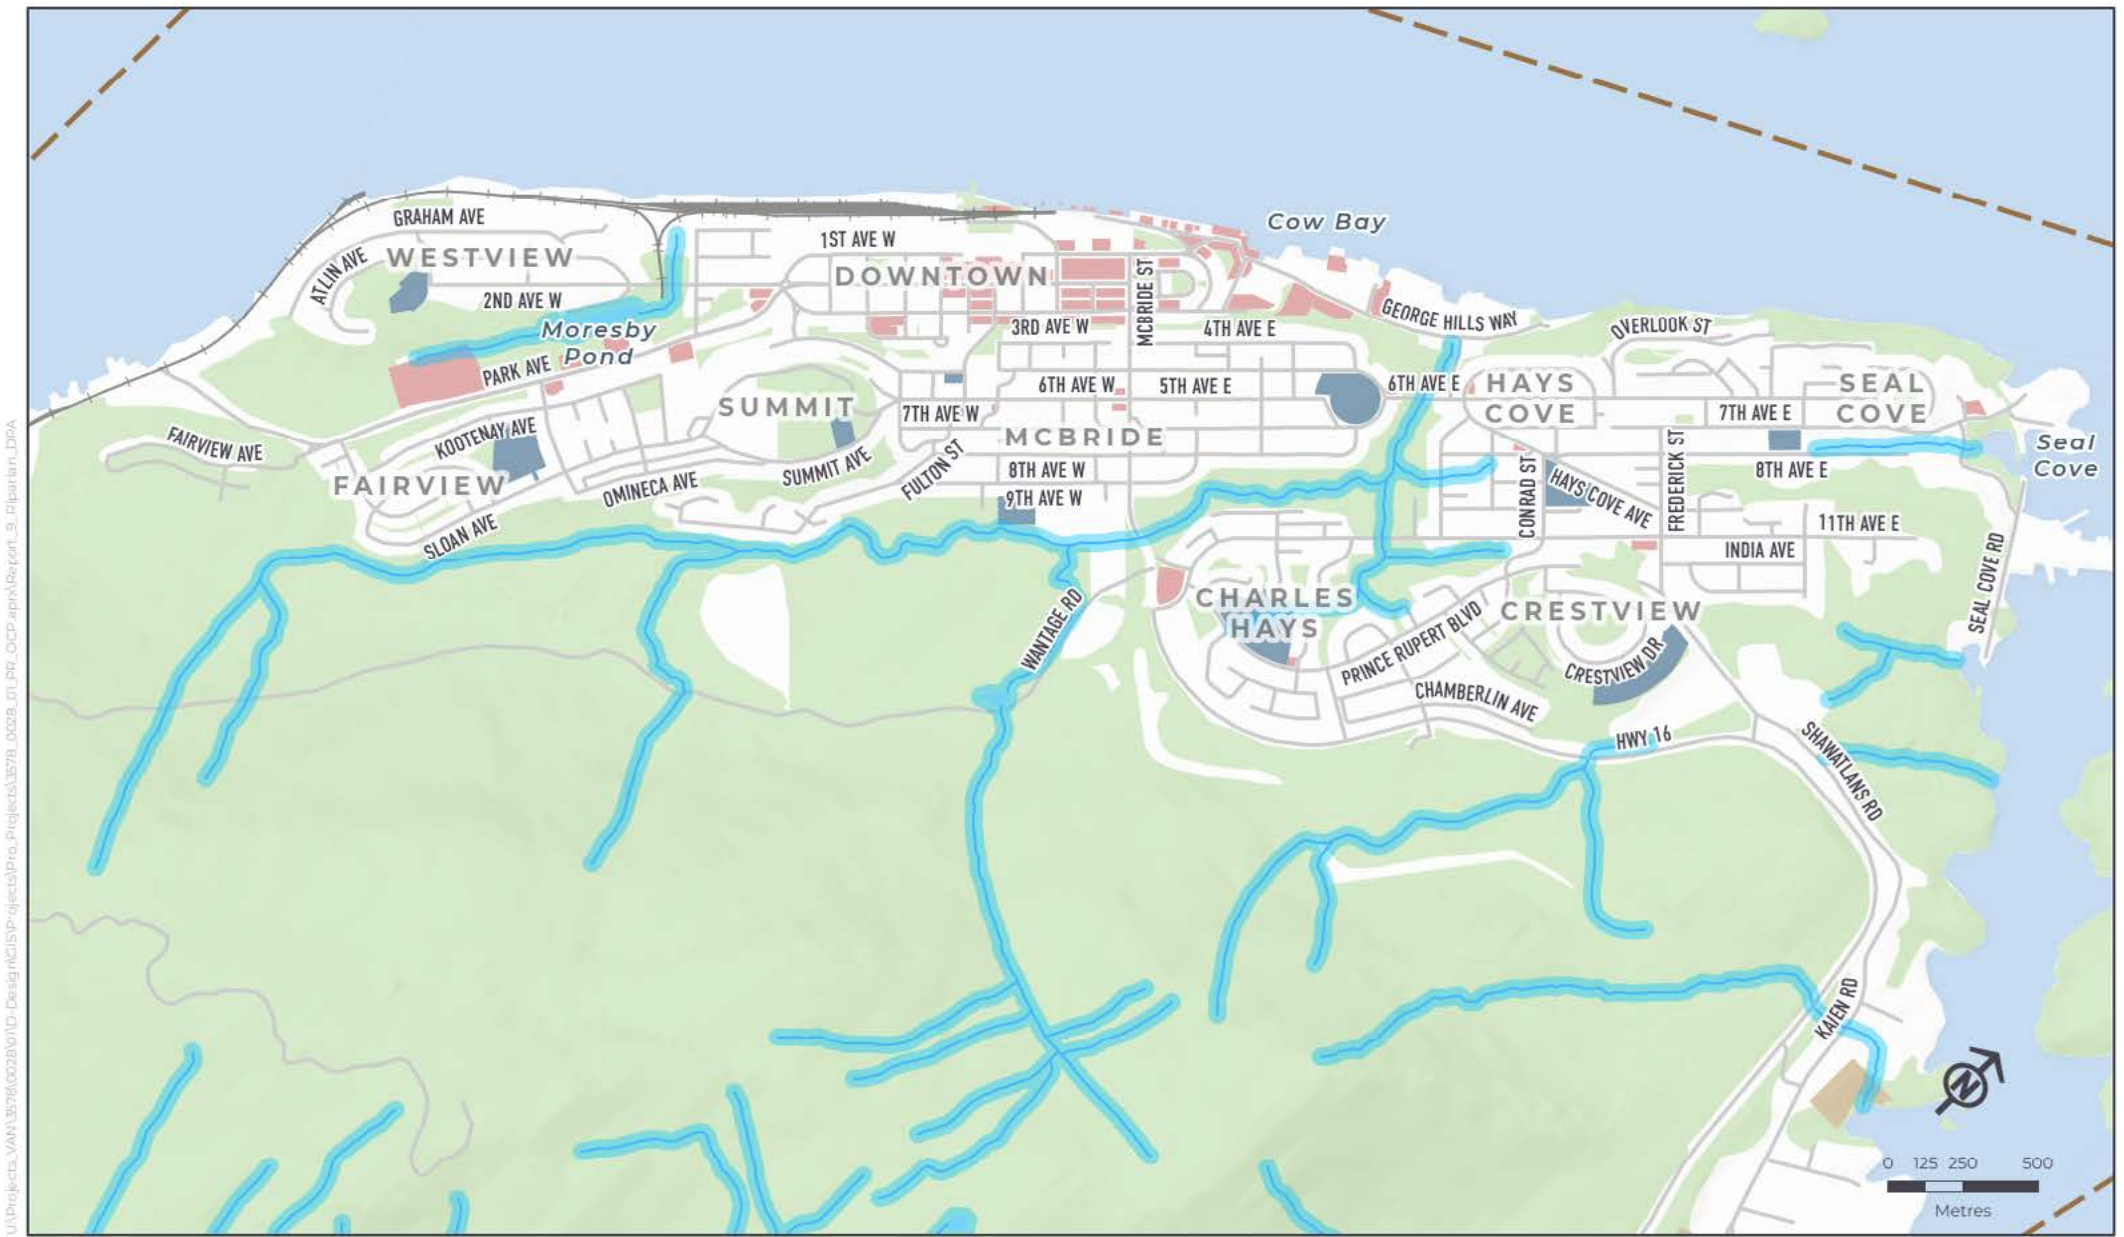 Cow Bay
GRAHAM AVE
WESTVIEW
1ST AVE W
ATLIN AVE
DOWNTOWN
MCBRIDE ST
2ND AVE W
Moresby
Pond
3RD AVE W
4TH AVE E
GEORGE HILLS WAY
OVERLOOK ST
PARK AVE
6TH AVE W
5TH AVE E
6TH AVE E
HAYS
COVE
SEAL
COVE
SUMMIT
7TH AVE W
7TH AVE E
FAIRVIEW AVE
KOOTENAY AVE
MCBRIDE
Seal
Cove
FAIRVIEW
OMINECA AVE
SUMMIT AVE
FULTON ST
8TH AVE W
9TH AVE W
CONRAD ST
HAYS COVE AVE
FREDERICK ST
8TH AVE E
SLOAN AVE
11TH AVE E
INDIA AVE
SEAL COVE RD
WANTAGE RD
CHARLES
HAYS
PRINCE RUPERT BLVD
CRESTVIEW
CRESTVIEW DR
CHAMBERLIN AVE
HWY 16
SHAWATLANS RD
KAIEN RD
N
0 125 250 500
Metres